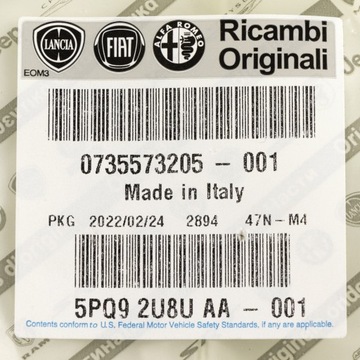 LANCIA FIAT ALFA ROMEO Ricambi
Originali
EOM3
0735573205 - 001
Made in Italy
PKG 2022/02/24 2894 47N-M4
5PQ9 2U8U AA - 001
Contents conform to U.S. Federal Motor Vehicle Safety Standards, if any are applicable